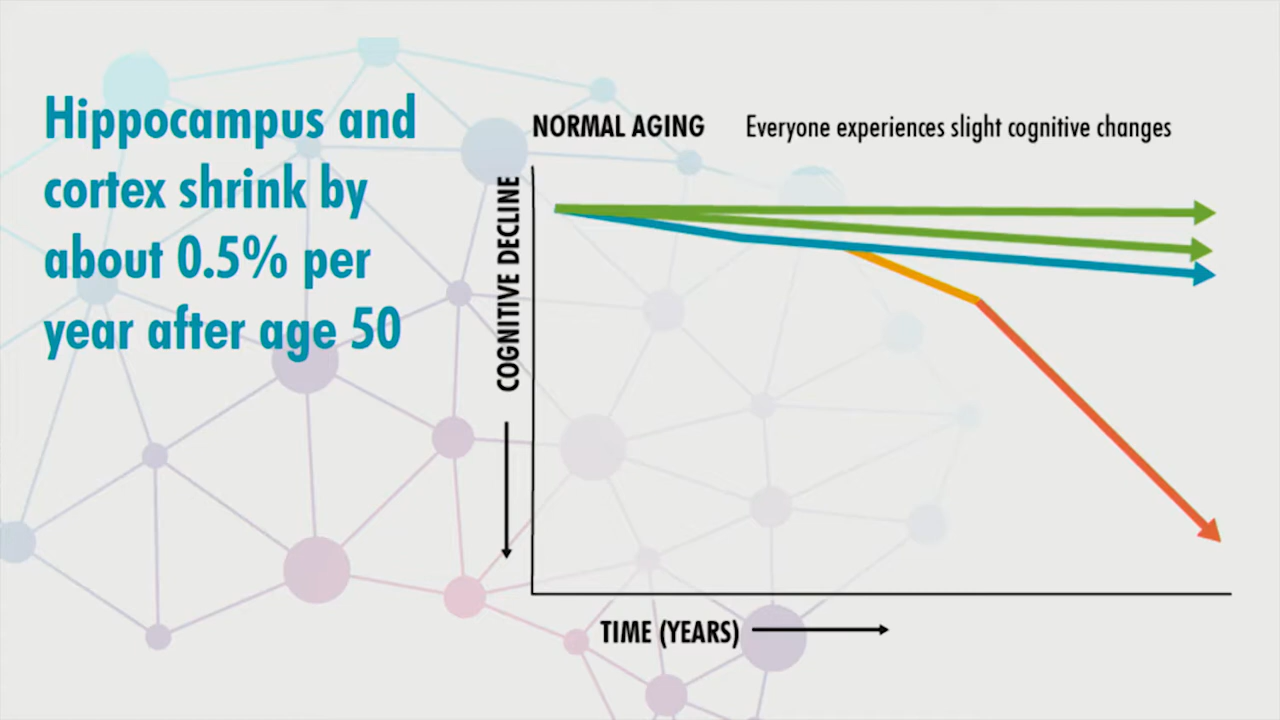 Hippocampus and
cortex shrink by
about 0.5% per
year after age 50
NORMAL AGING
Everyone experiences slight cognitive changes
COGNITIVE DECLINE
TIME (YEARS)